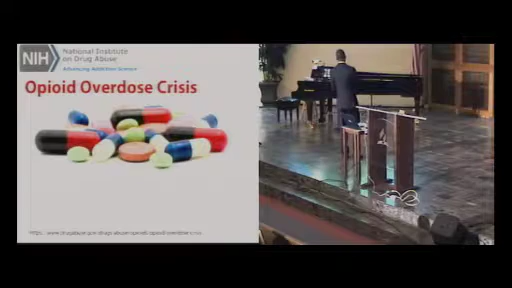 NIH
National Institute
on Drug Abuse
Advancing Addiction Science
Opioid Overdose Crisis